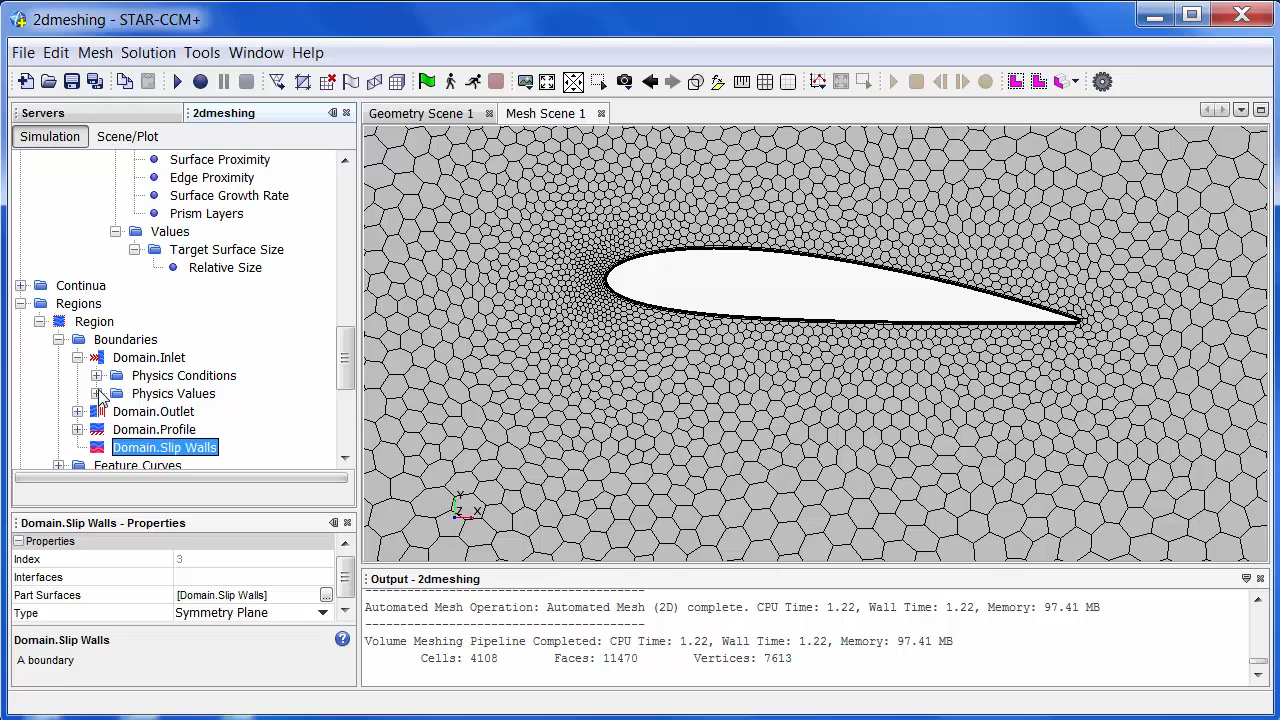 2dmeshing - STAR-CCM+
File Edit Mesh Solution Tools Window Help
Servers 2dmeshing
Geometry Scene 1 Mesh Scene 1
Simulation Scene/Plot
Surface Proximity
Edge Proximity
Surface Growth Rate
Prism Layers
Values
Target Surface Size
Relative Size
Continua
Regions
Region
Boundaries
Domain.Inlet
Physics Conditions
Physics Values
Domain.Outlet
Domain.Profile
Domain.Slip Walls
Feature Curves
Y
Z X
Domain.Slip Walls - Properties
Properties
Index 3
Interfaces
Part Surfaces [Domain.Slip Walls] ...
Type Symmetry Plane
Domain.Slip Walls
A boundary
Output - 2dmeshing
----------------------------------------
Automated Mesh Operation: Automated Mesh (2D) complete. CPU Time: 1.22, Wall Time: 1.22, Memory: 97.41 MB
----------------------------------------
Volume Meshing Pipeline Completed: CPU Time: 1.22, Wall Time: 1.22, Memory: 97.41 MB
Cells: 4108 Faces: 11470 Vertices: 7613